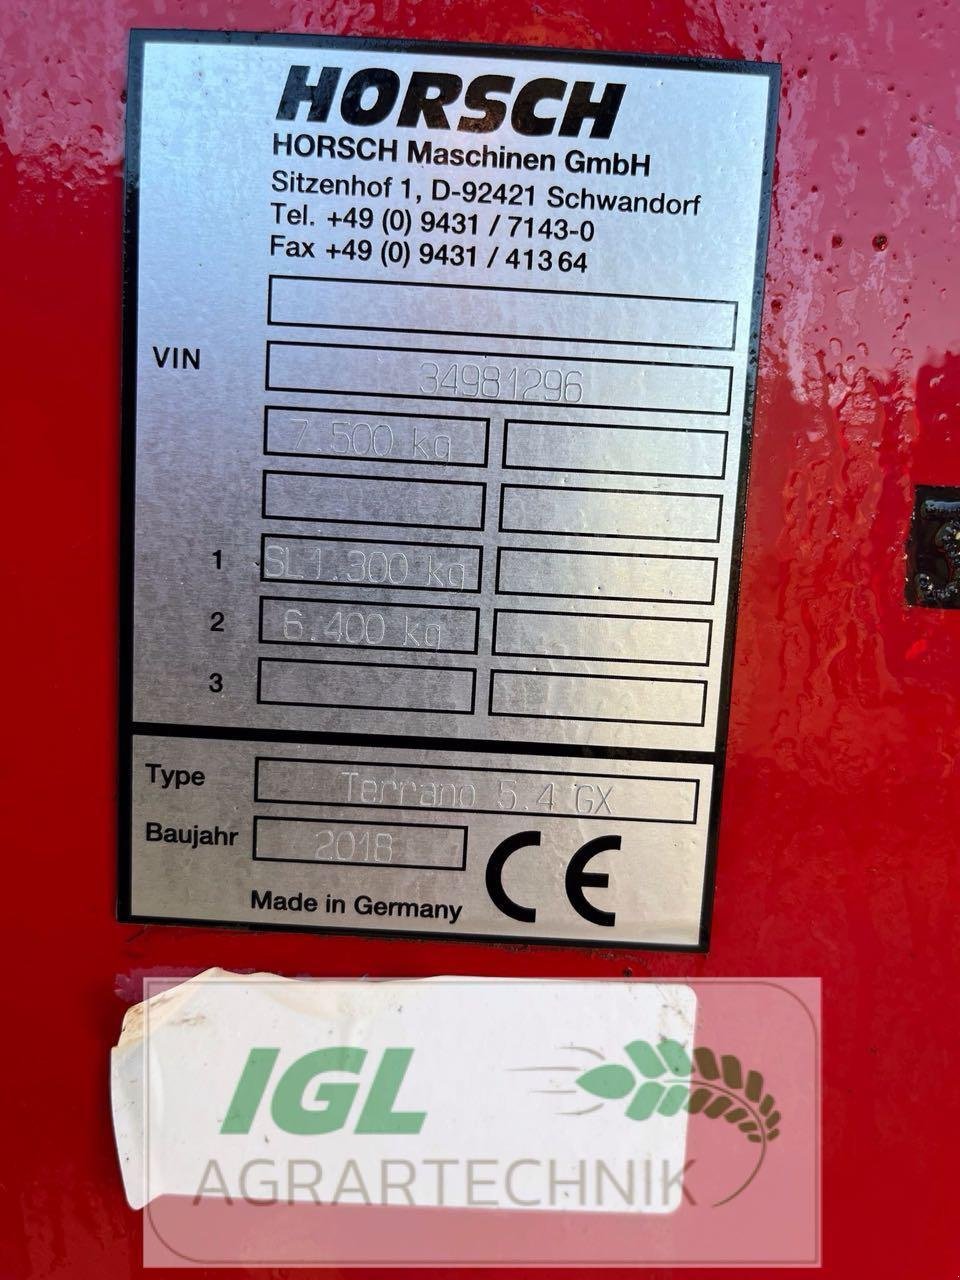 HORSCH
HORSCH Maschinen GmbH
Sitzenhof 1, D-92421 Schwandorf
Tel. +49 (0) 9431 / 7143-0
Fax +49 (0) 9431 / 41364
VIN 34981296
7.500 kg
1 SL1.300 kg
2 6.400 kg
3
Type Terrano 5.4 GX
Baujahr 2018
CE
Made in Germany
IGL
AGRARTECHNIK